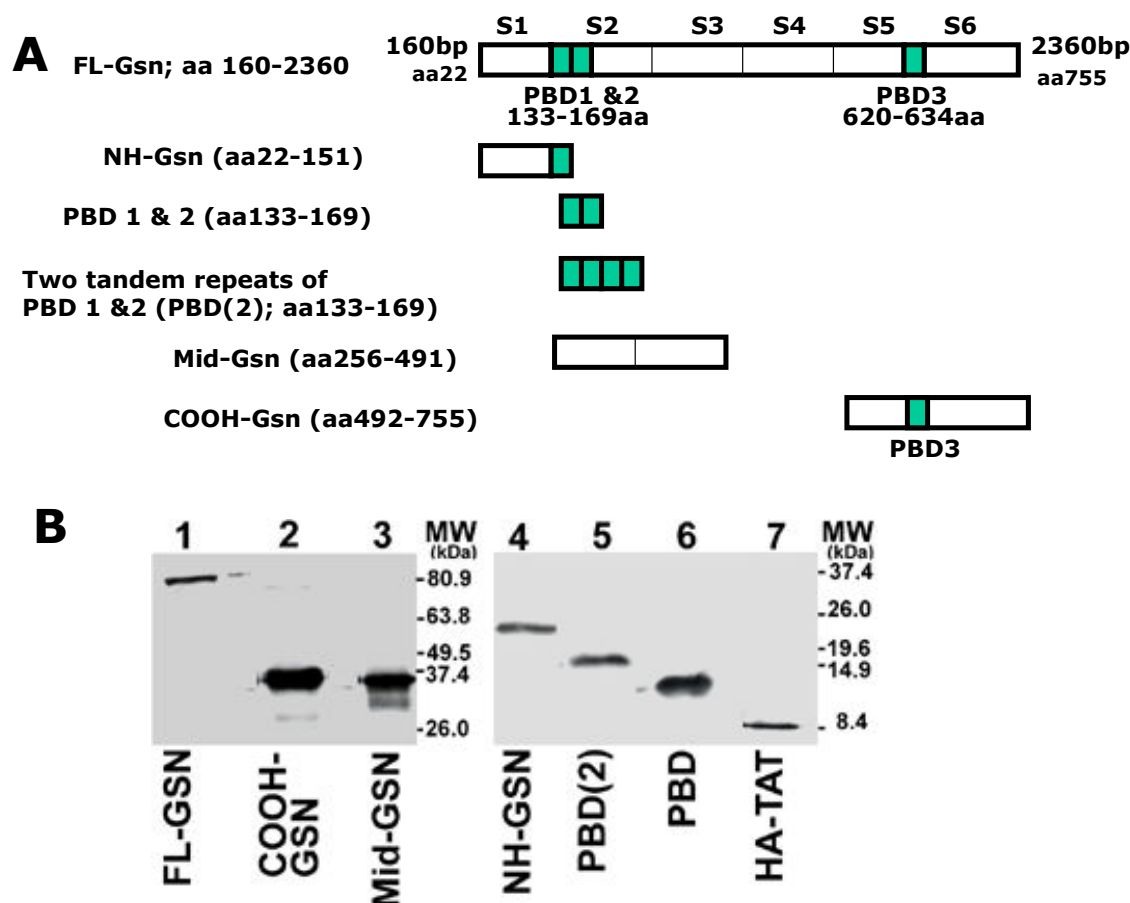 A
S1 S2 S3 S4 S5 S6
160bp
2360bp
FL-Gsn; aa 160-2360
aa22
aa755
PBD1 &2
133-169aa
PBD3
620-634aa
NH-Gsn (aa22-151)
PBD 1 & 2 (aa133-169)
Two tandem repeats of
PBD 1 &2 (PBD(2); aa133-169)
Mid-Gsn (aa256-491)
COOH-Gsn (aa492-755)
PBD3
B
1 2 3 MW
(kDa)
-80.9
-63.8
-49.5
-37.4
-26.0
FL-GSN
COOH-
GSN
Mid-GSN
4 5 6 7 MW
(kDa)
-37.4
-26.0
-19.6
-14.9
- 8.4
NH-GSN
PBD(2)
PBD
HA-TAT